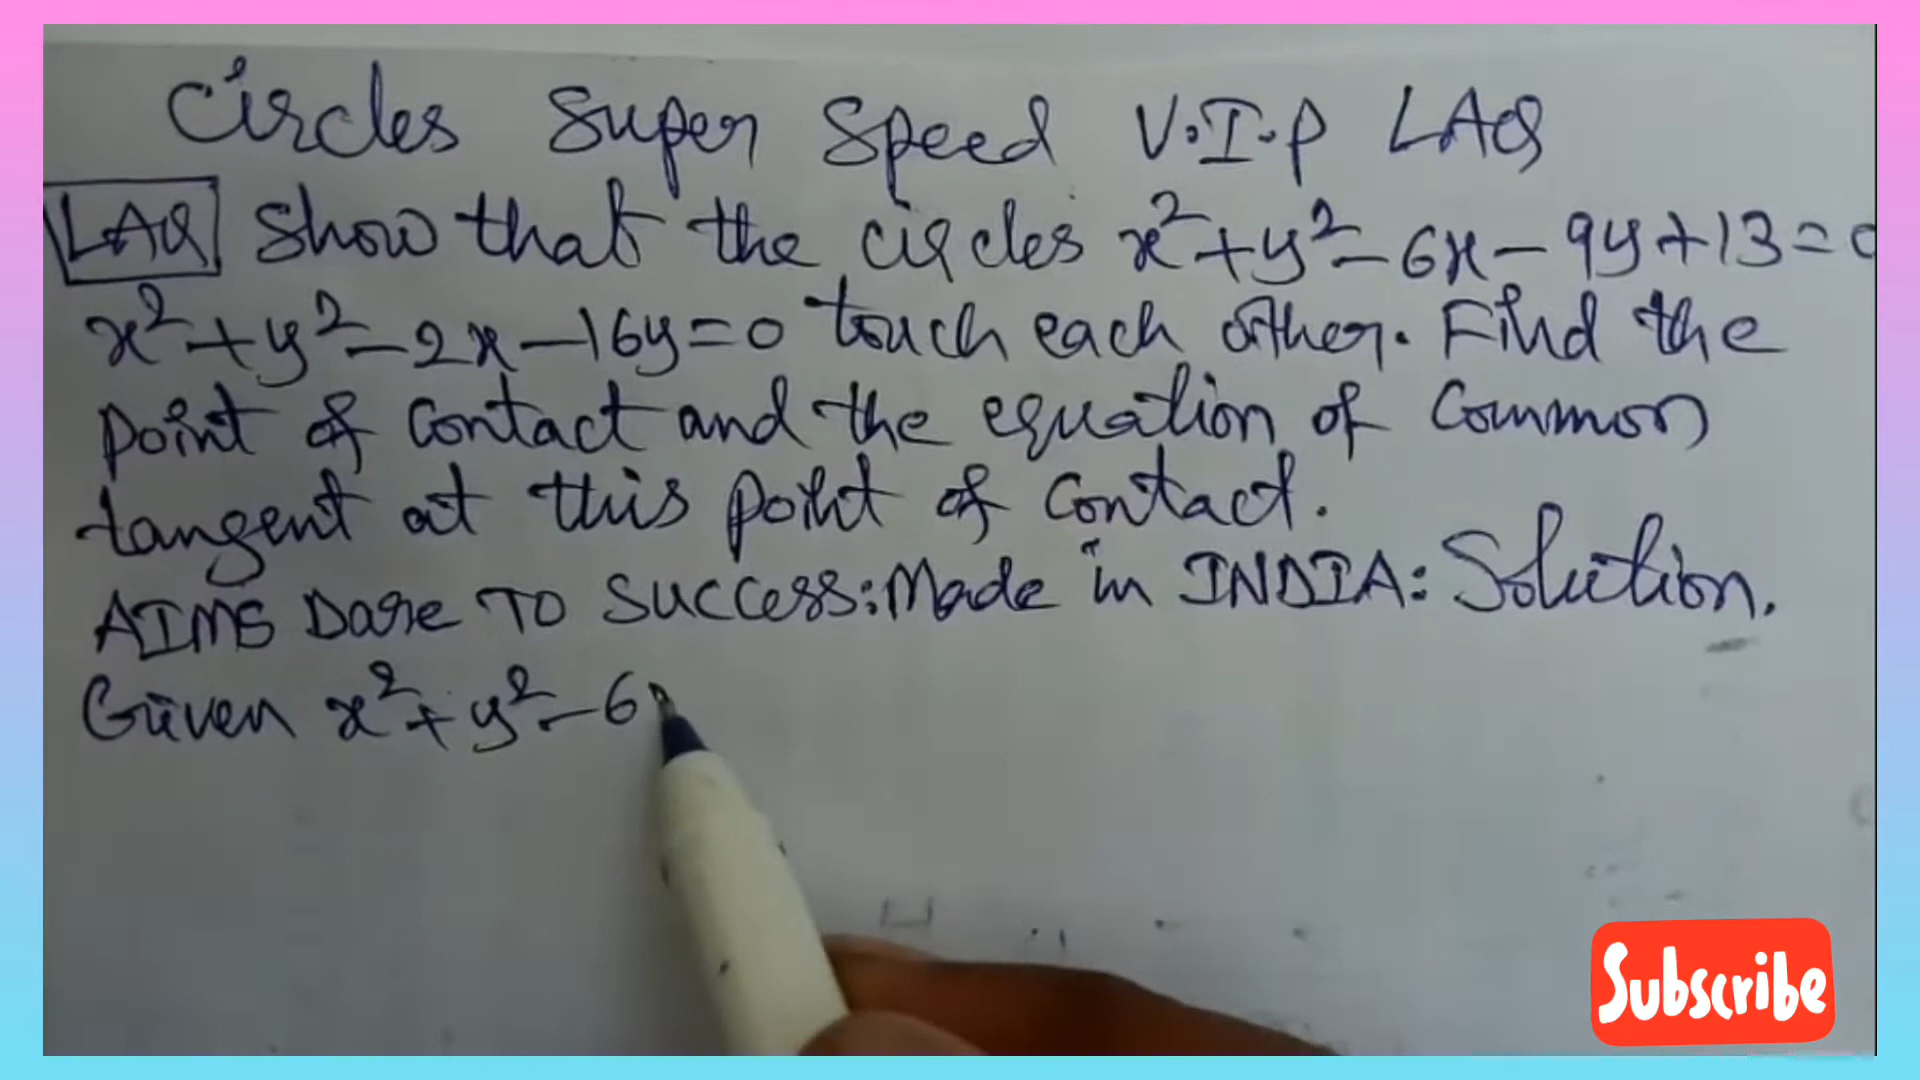 Circles Super Speed V.I.P LAQ
LAQ Show that the circles x²+y²-6x-9y+13=0
x²+y²-2x-16y=0 touch each other. Find the
point of contact and the equation of common
tangent at this point of contact.
AIMS Dare TO SUCCESS:Made in INDIA: Solution.
Given x²+y²-6x
Subscribe